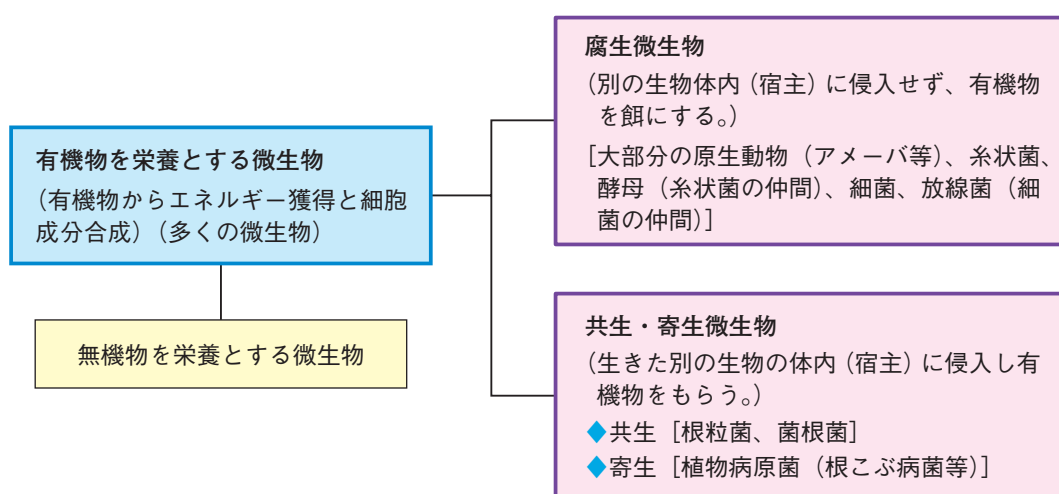 有機物を栄養とする微生物
（有機物からエネルギー獲得と細胞
成分合成）（多くの微生物）
無機物を栄養とする微生物
腐生微生物
（別の生物体内（宿主）に侵入せず、有機物
を餌にする。）
［大部分の原生動物（アメーバ等）、糸状菌、
酵母（糸状菌の仲間）、細菌、放線菌（細
菌の仲間）］
共生・寄生微生物
（生きた別の生物の体内（宿主）に侵入し有
機物をもらう。）
◆共生［根粒菌、菌根菌］
◆寄生［植物病原菌（根こぶ病菌等）］